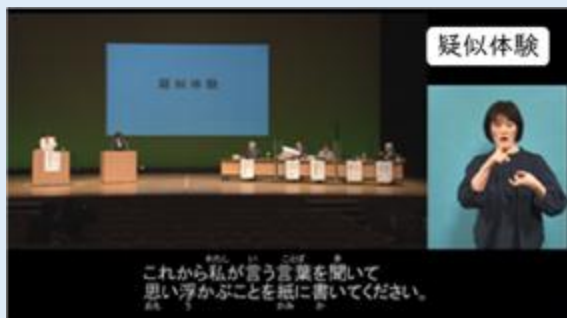 疑似体験
疑似体験
これから私が言う言葉を聞いて
思い浮かぶことを紙に書いてください。